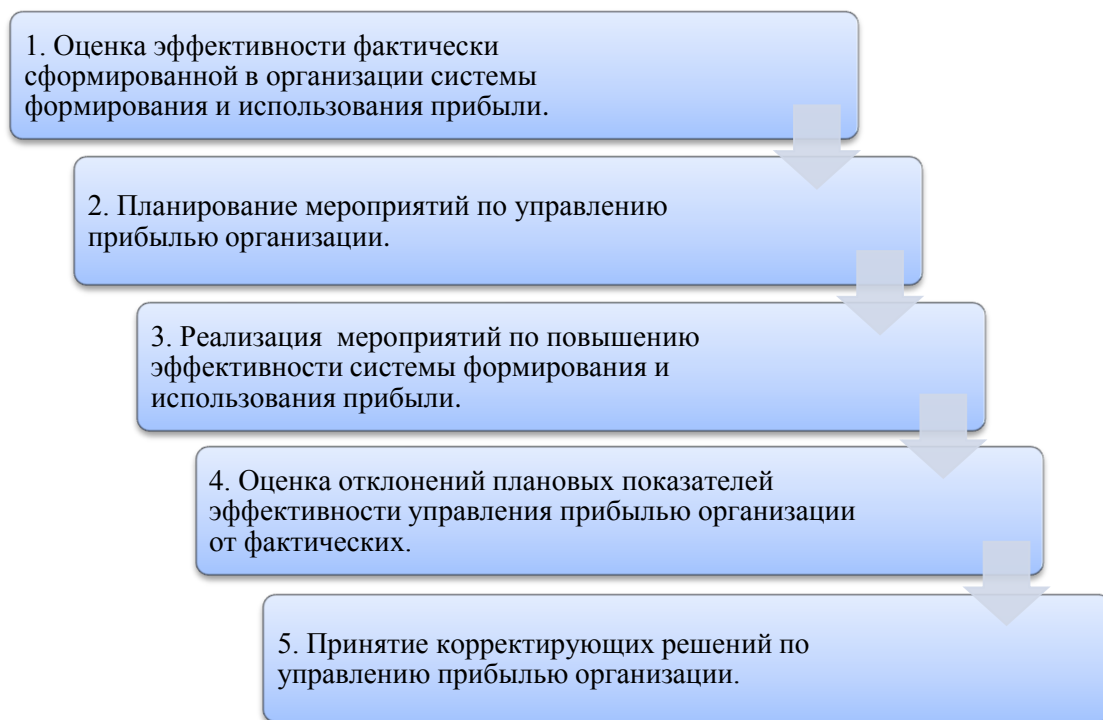 1. Оценка эффективности фактически
сформированной в организации системы
формирования и использования прибыли.
2. Планирование мероприятий по управлению
прибылью организации.
3. Реализация  мероприятий по повышению
эффективности системы формирования и
использования прибыли.
4. Оценка отклонений плановых показателей
эффективности управления прибылью организации
от фактических.
5. Принятие корректирующих решений по
управлению прибылью организации.